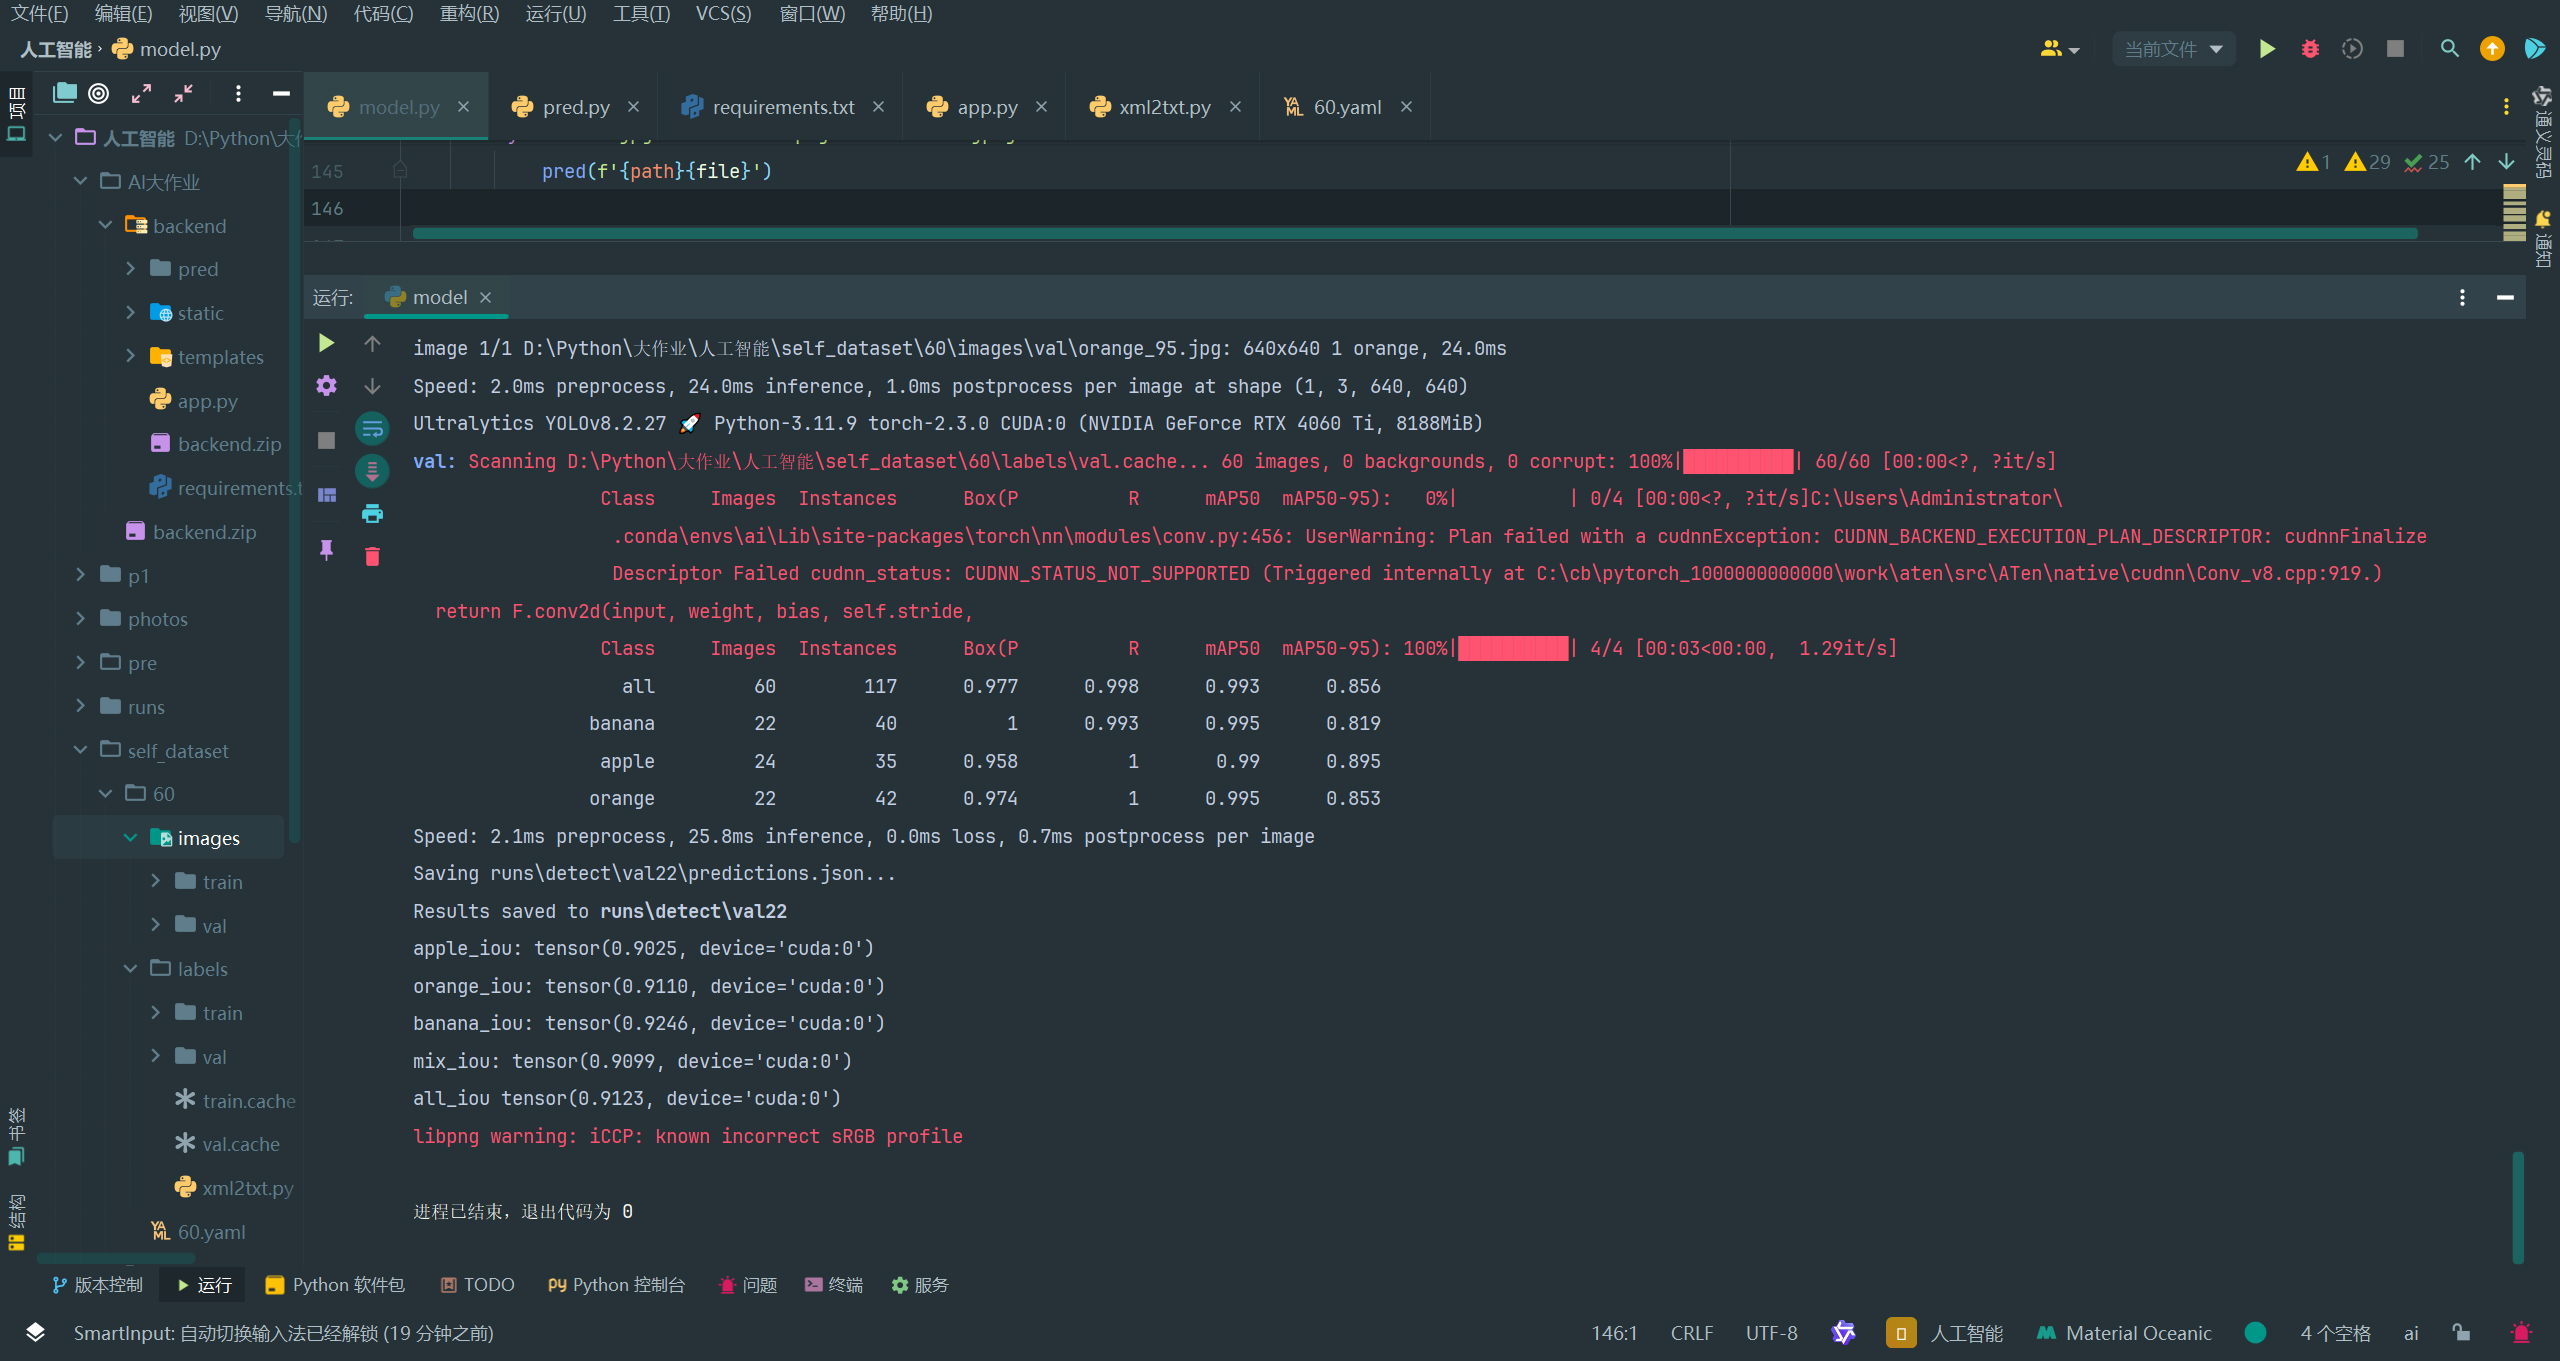 文件(F) 编辑(E) 视图(V) 导航(N) 代码(C) 重构(R) 运行(U) 工具(T) VCS(S) 窗口(W) 帮助(H)
人工智能 › model.py
当前文件
项目
model.py
pred.py
requirements.txt
app.py
xml2txt.py
60.yaml
通义灵码
通知
人工智能 D:\Python\大
AI大作业
backend
pred
static
templates
app.py
backend.zip
requirements.t
backend.zip
p1
photos
pre
runs
self_dataset
60
images
train
val
labels
train
val
train.cache
val.cache
xml2txt.py
60.yaml
书签
结构
145 pred(f'{path}{file}')
146
1 29 25
运行: model
image 1/1 D:\Python\大作业\人工智能\self_dataset\60\images\val\orange_95.jpg: 640x640 1 orange, 24.0ms
Speed: 2.0ms preprocess, 24.0ms inference, 1.0ms postprocess per image at shape (1, 3, 640, 640)
Ultralytics YOLOv8.2.27 🚀 Python-3.11.9 torch-2.3.0 CUDA:0 (NVIDIA GeForce RTX 4060 Ti, 8188MiB)
val: Scanning D:\Python\大作业\人工智能\self_dataset\60\labels\val.cache... 60 images, 0 backgrounds, 0 corrupt: 100%|██████████| 60/60 [00:00<?, ?it/s]
Class Images Instances Box(P R mAP50 mAP50-95): 0%| | 0/4 [00:00<?, ?it/s]C:\Users\Administrator\
.conda\envs\ai\Lib\site-packages\torch\nn\modules\conv.py:456: UserWarning: Plan failed with a cudnnException: CUDNN_BACKEND_EXECUTION_PLAN_DESCRIPTOR: cudnnFinalize
Descriptor Failed cudnn_status: CUDNN_STATUS_NOT_SUPPORTED (Triggered internally at C:\cb\pytorch_1000000000000\work\aten\src\ATen\native\cudnn\Conv_v8.cpp:919.)
return F.conv2d(input, weight, bias, self.stride,
Class Images Instances Box(P R mAP50 mAP50-95): 100%|██████████| 4/4 [00:03<00:00, 1.29it/s]
all 60 117 0.977 0.998 0.993 0.856
banana 22 40 1 0.993 0.995 0.819
apple 24 35 0.958 1 0.99 0.895
orange 22 42 0.974 1 0.995 0.853
Speed: 2.1ms preprocess, 25.8ms inference, 0.0ms loss, 0.7ms postprocess per image
Saving runs\detect\val22\predictions.json...
Results saved to runs\detect\val22
apple_iou: tensor(0.9025, device='cuda:0')
orange_iou: tensor(0.9110, device='cuda:0')
banana_iou: tensor(0.9246, device='cuda:0')
mix_iou: tensor(0.9099, device='cuda:0')
all_iou tensor(0.9123, device='cuda:0')
libpng warning: iCCP: known incorrect sRGB profile
进程已结束，退出代码为 0
版本控制 运行 Python 软件包 TODO Python 控制台 问题 终端 服务
SmartInput: 自动切换输入法已经解锁 (19 分钟之前)
146:1 CRLF UTF-8 人工智能 Material Oceanic 4 个空格 ai